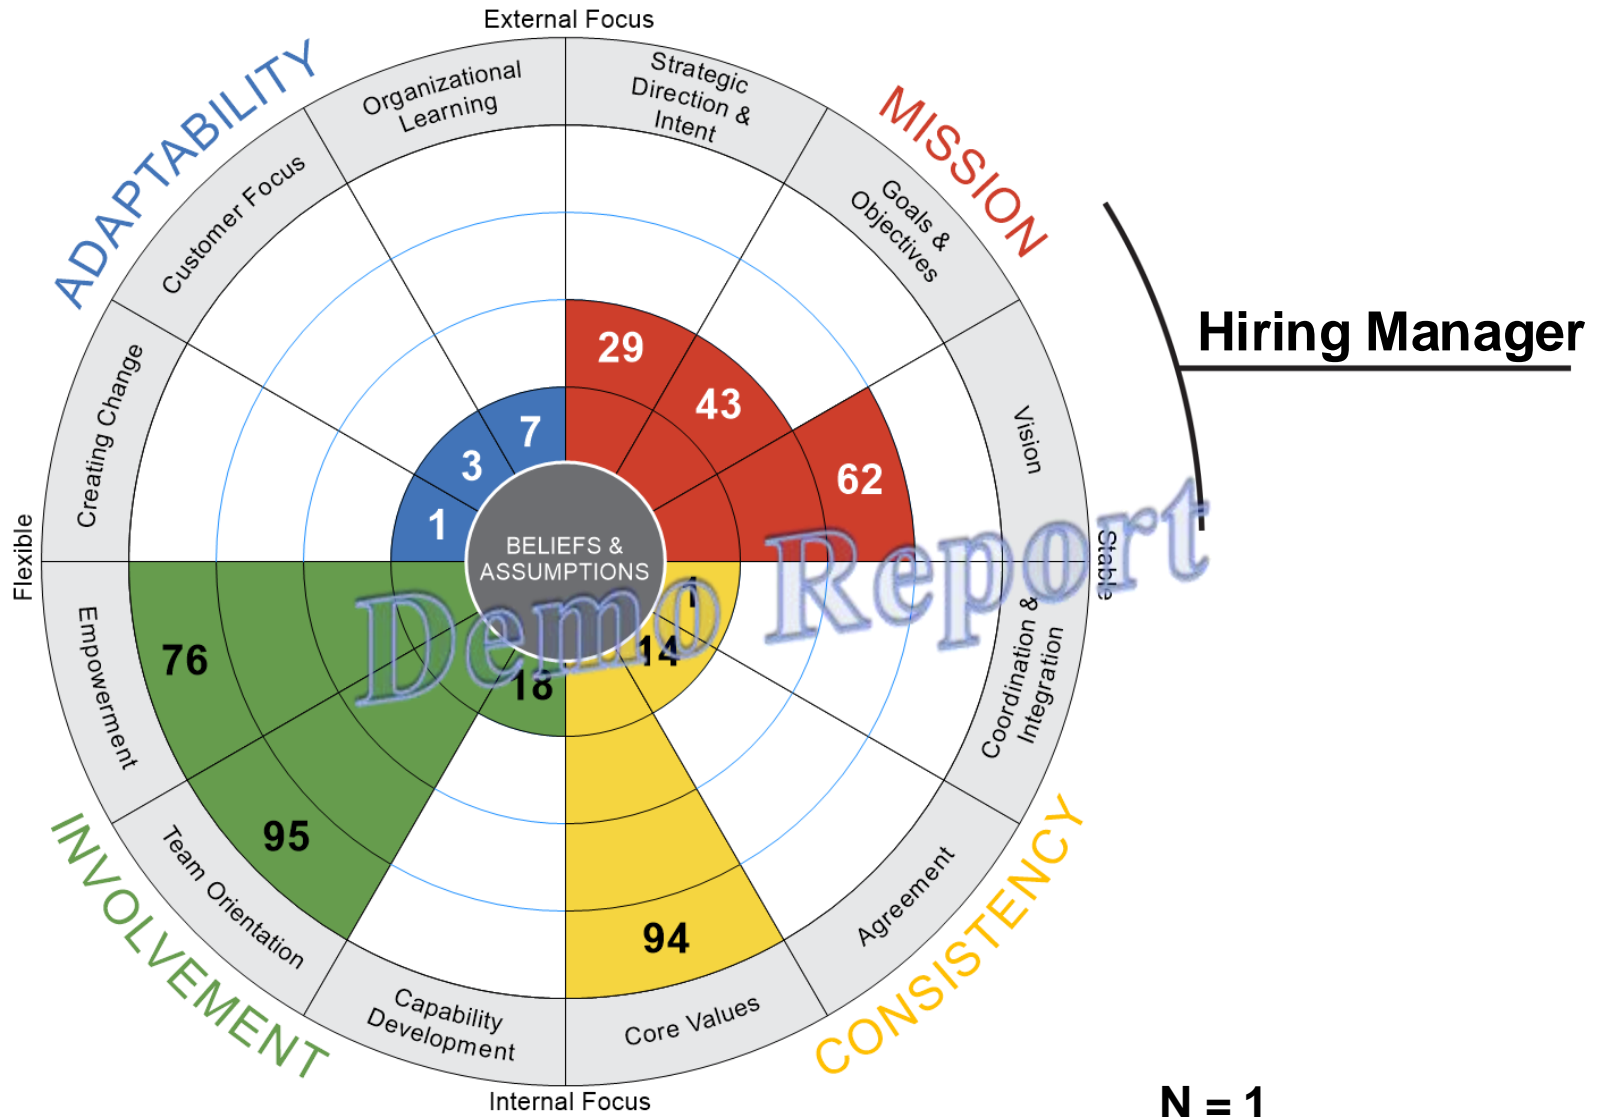 External Focus
ADAPTABILITY
MISSION
Organizational
Learning
Strategic
Direction &
Intent
Customer Focus
Goals &
Objectives
Creating Change
Vision
Hiring Manager
29
43
62
7
3
1
BELIEFS &
ASSUMPTIONS
Flexible
Stable
Demo Report
1
14
94
18
95
76
Empowerment
Coordination &
Integration
Team Orientation
Agreement
Capability
Development
Core Values
INVOLVEMENT
CONSISTENCY
Internal Focus
N = 1